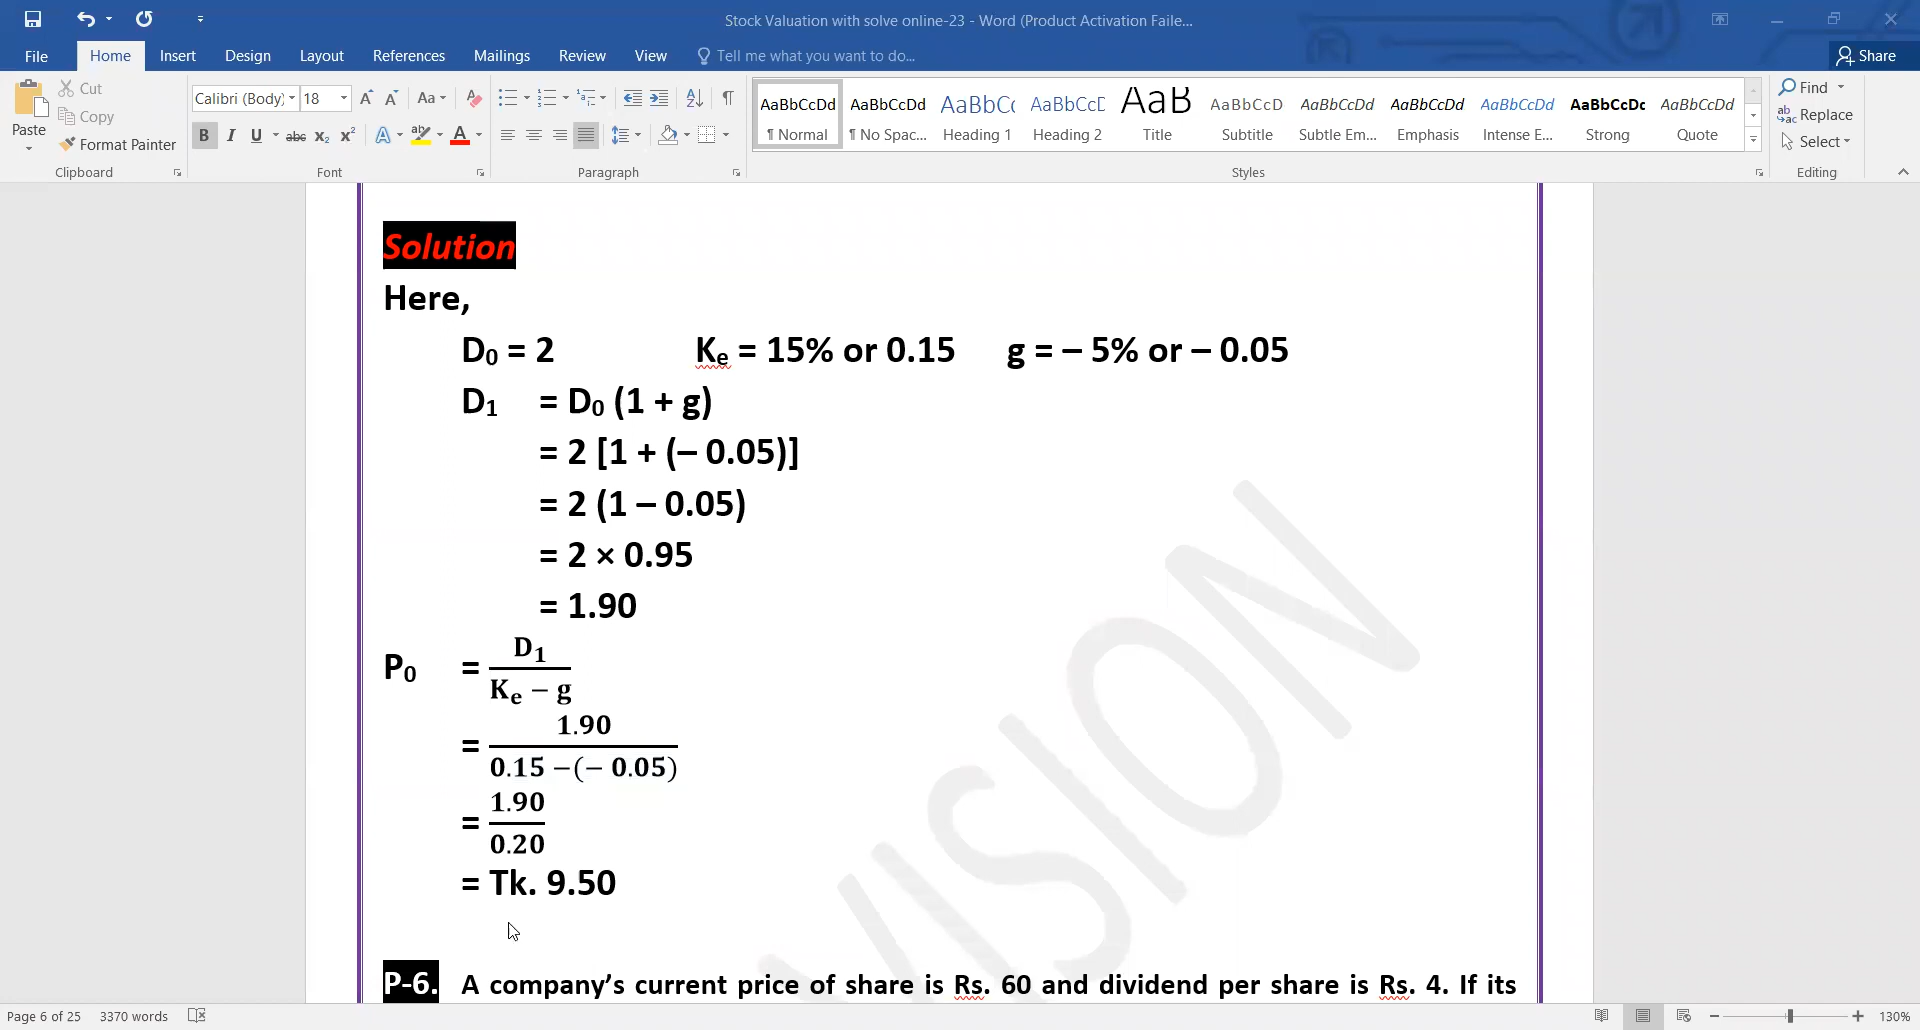 Stock Valuation with solve online-23 - Word (Product Activation Faile...
File Home Insert Design Layout References Mailings Review View Tell me what you want to do... Share
Paste Cut Copy Format Painter
Clipboard
Calibri (Body) 18
Font
Paragraph
AaBbCcDd AaBbCcDd AaBbCc AaBbCcC AaB AaBbCcD AaBbCcDd AaBbCcDd AaBbCcDd AaBbCcDc AaBbCcDd
¶ Normal ¶ No Spac... Heading 1 Heading 2 Title Subtitle Subtle Em... Emphasis Intense E... Strong Quote
Styles
Find
Replace
Select
Editing
Solution
Here,
D₀ = 2 Kₑ = 15% or 0.15 g = – 5% or – 0.05
D₁ = D₀ (1 + g)
= 2 [1 + (– 0.05)]
= 2 (1 – 0.05)
= 2 × 0.95
= 1.90
P₀ = D₁ / Kₑ − g
= 1.90 / 0.15 −(− 0.05)
= 1.90 / 0.20
= Tk. 9.50
P-6. A company's current price of share is Rs. 60 and dividend per share is Rs. 4. If its
VISION
Page 6 of 25 3370 words 130%